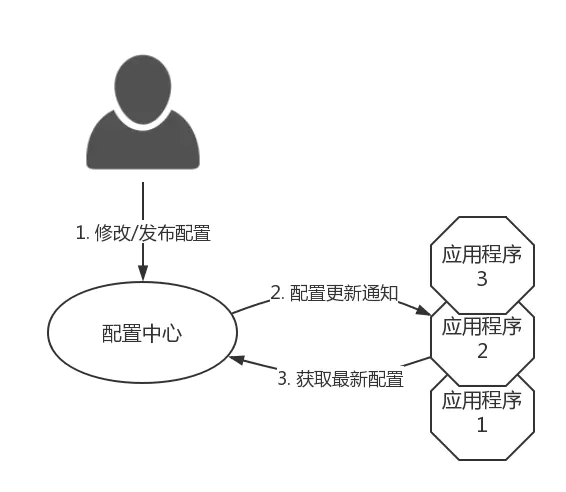 1. 修改/发布配置
配置中心
2. 配置更新通知
3. 获取最新配置
应用程序
3
应用程序
2
应用程序
1